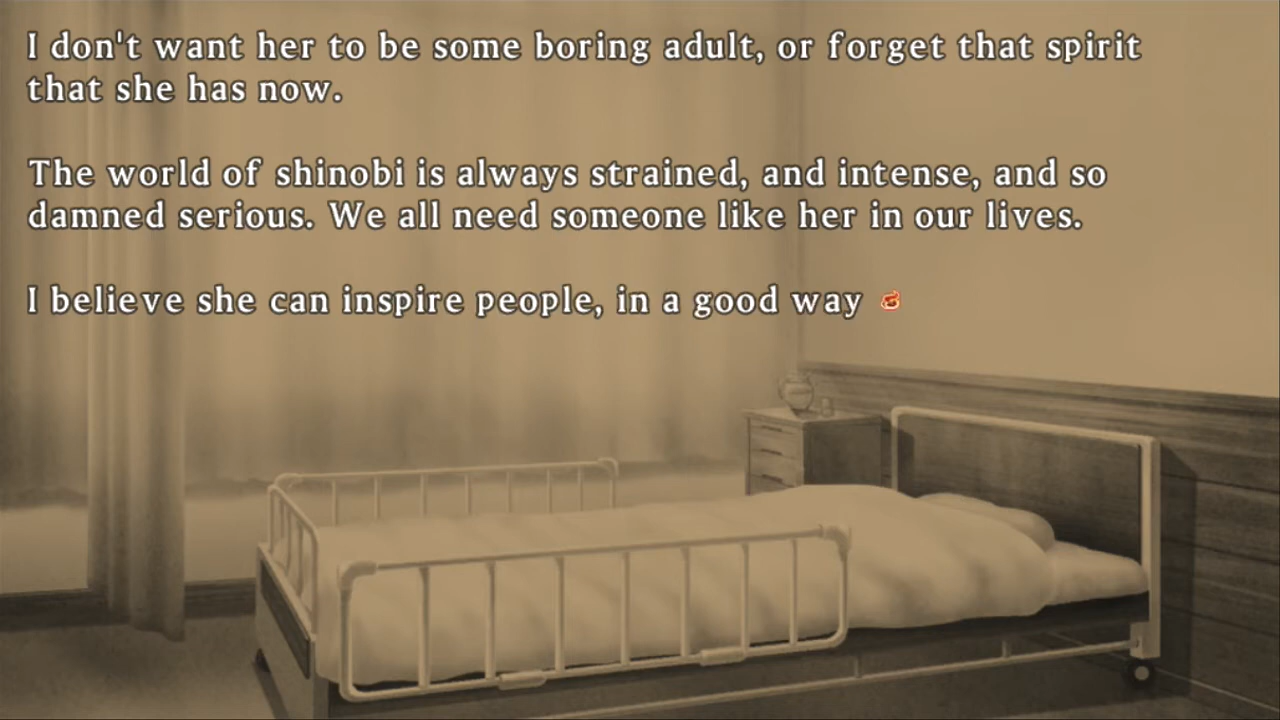 I don't want her to be some boring adult, or forget that spirit
that she has now.
The world of shinobi is always strained, and intense, and so
damned serious. We all need someone like her in our lives.
I believe she can inspire people, in a good way